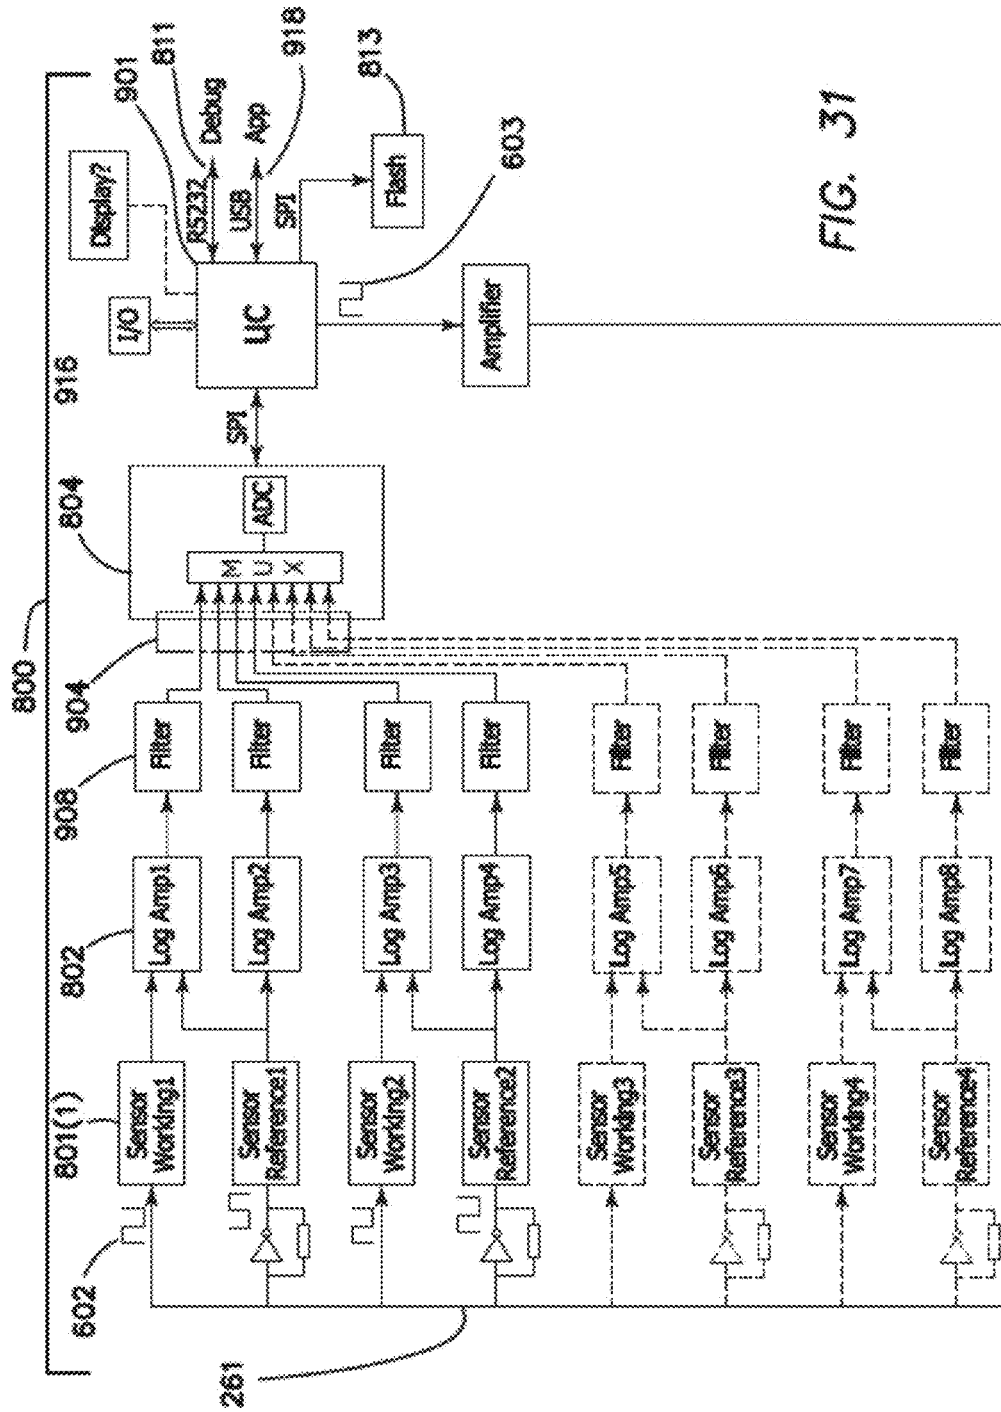 800
801(1)
802
908
904
804
916
901
811
918
813
603
602
261
Display?
I/O
ЦC
RS232
Debug
USB
App
SPI
Flash
SPI
Amplifier
ADC
MUX
Sensor
Working1
Log Amp1
Filter
Sensor
Reference1
Log Amp2
Filter
Sensor
Working2
Log Amp3
Filter
Sensor
Reference2
Log Amp4
Filter
Sensor
Working3
Log Amp5
Filter
Sensor
Reference3
Log Amp6
Filter
Sensor
Working4
Log Amp7
Filter
Sensor
Reference4
Log Amp8
Filter
FIG. 31